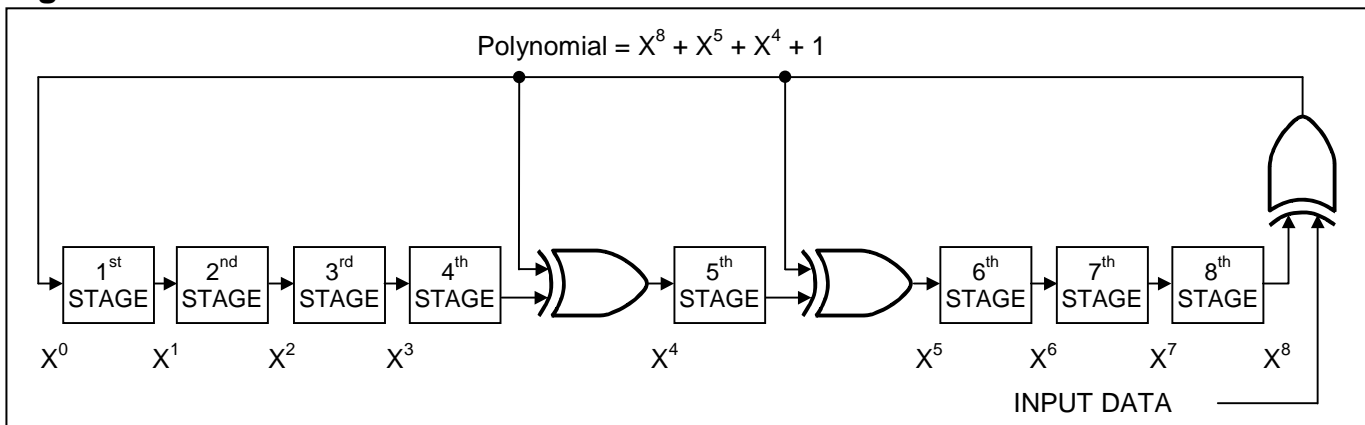 Polynomial = X⁸ + X⁵ + X⁴ + 1
1st STAGE
2nd STAGE
3rd STAGE
4th STAGE
5th STAGE
6th STAGE
7th STAGE
8th STAGE
X⁰ X¹ X² X³ X⁴ X⁵ X⁶ X⁷ X⁸
INPUT DATA